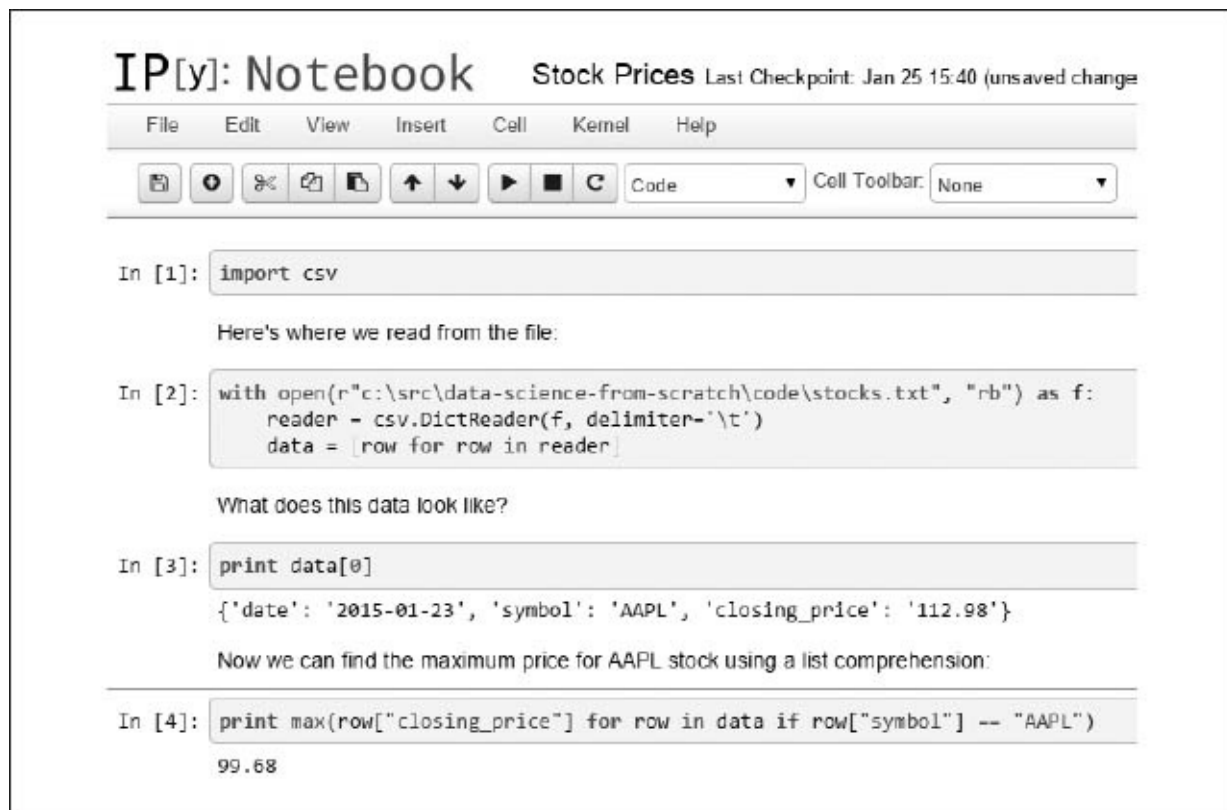 IP[y]: Notebook Stock Prices Last Checkpoint: Jan 25 15:40 (unsaved change
File Edit View Insert Cell Kernel Help
Code Cell Toolbar: None
In [1]: import csv
Here's where we read from the file:
In [2]: with open(r"c:\src\data-science-from-scratch\code\stocks.txt", "rb") as f:
reader = csv.DictReader(f, delimiter='\t')
data = [row for row in reader]
What does this data look like?
In [3]: print data[0]
{'date': '2015-01-23', 'symbol': 'AAPL', 'closing_price': '112.98'}
Now we can find the maximum price for AAPL stock using a list comprehension:
In [4]: print max(row["closing_price"] for row in data if row["symbol"] == "AAPL")
99.68